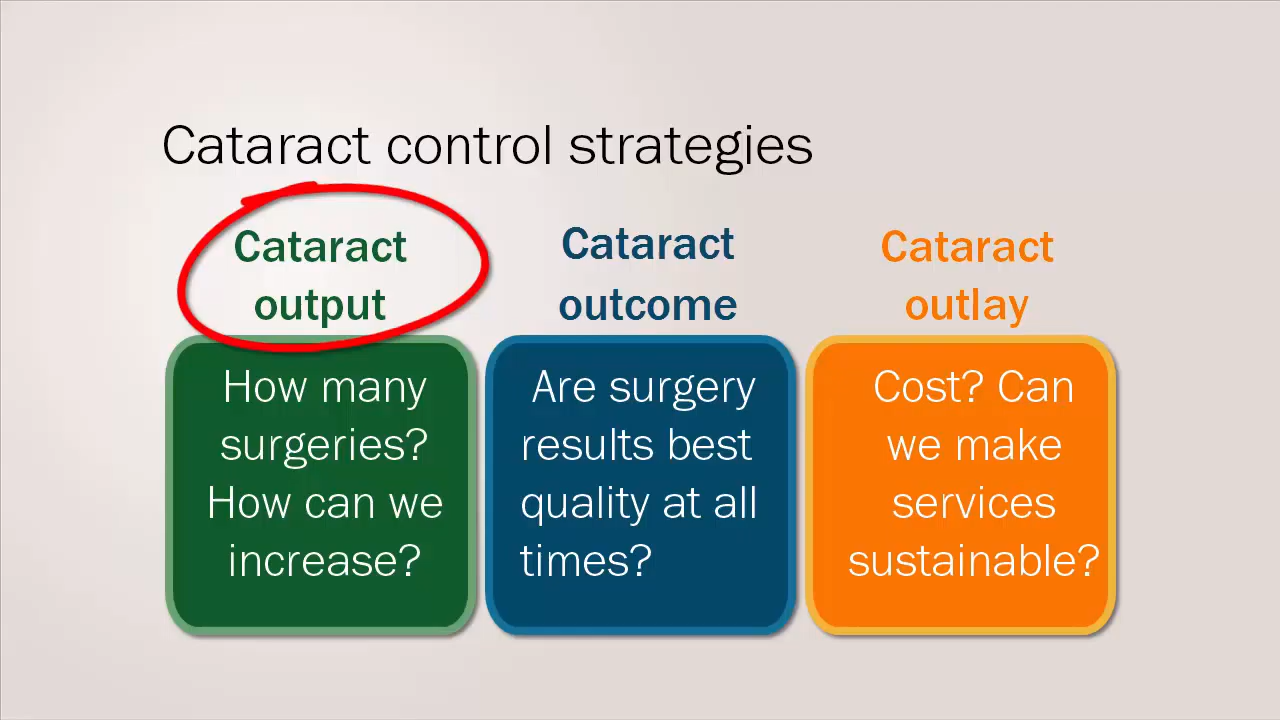 Cataract control strategies
Cataract
output
How many
surgeries?
How can we
increase?
Cataract
outcome
Are surgery
results best
quality at all
times?
Cataract
outlay
Cost? Can
we make
services
sustainable?